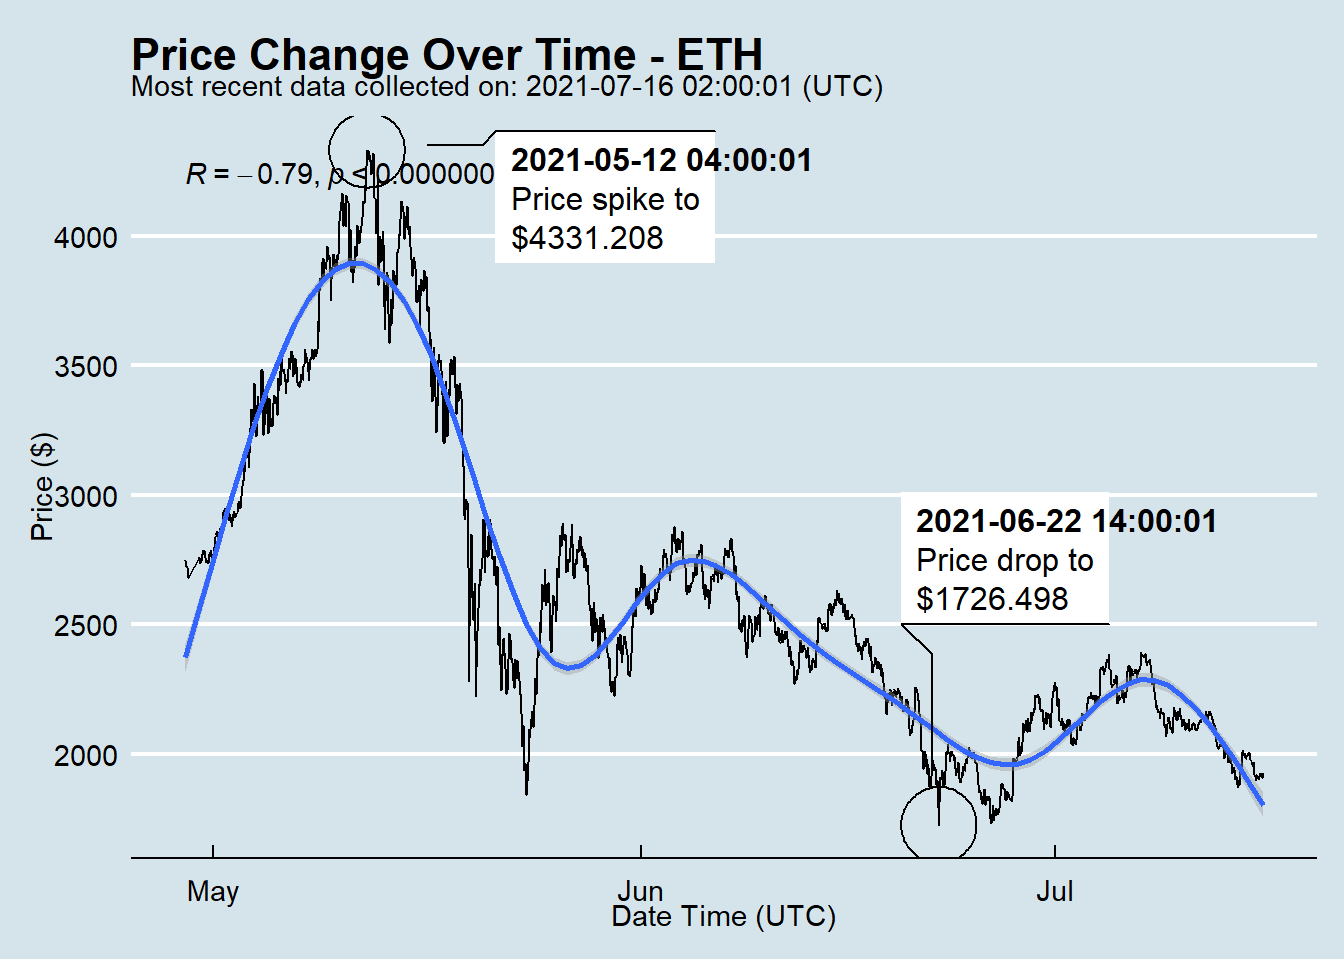 Price Change Over Time - ETH
Most recent data collected on: 2021-07-16 02:00:01 (UTC)
R = −0.79, p < 0.000000
2021-05-12 04:00:01
Price spike to
$4331.208
4000
3500
3000
2500
2000
Price ($)
2021-06-22 14:00:01
Price drop to
$1726.498
May
Jun
Jul
Date Time (UTC)